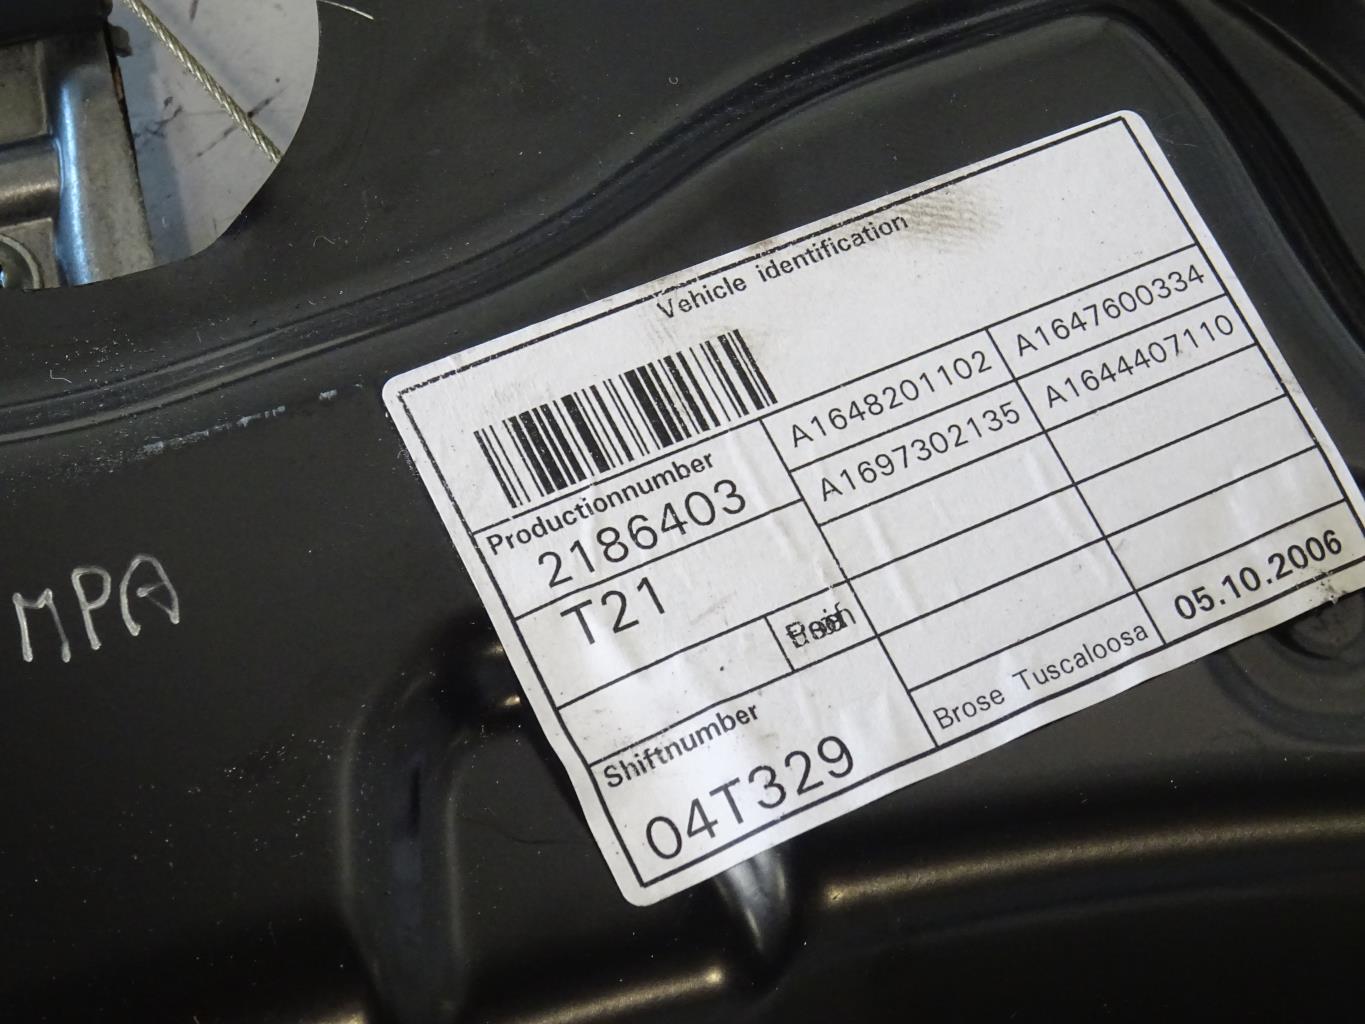 Vehicle identification
A1648201102 A1647600334
A1697302135 A1644407110
Productionnumber
2186403
T21
Shiftnumber
04T329
Brose Tuscaloosa 05.10.2006
MPA